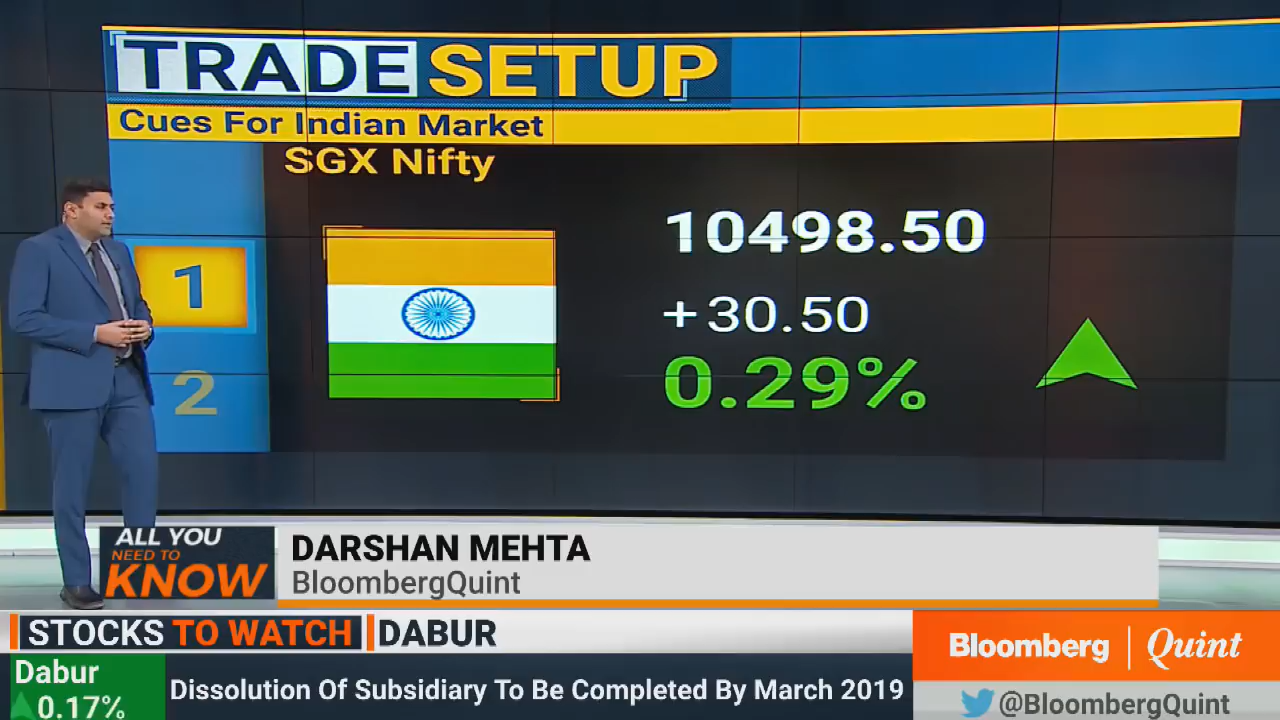 TRADE SETUP
Cues For Indian Market
SGX Nifty
1
2
10498.50
+30.50
0.29%
ALL YOU
NEED TO
KNOW
DARSHAN MEHTA
BloombergQuint
STOCKS TO WATCH
DABUR
Dabur
0.17%
Dissolution Of Subsidiary To Be Completed By March 2019
Bloomberg | Quint
@BloombergQuint